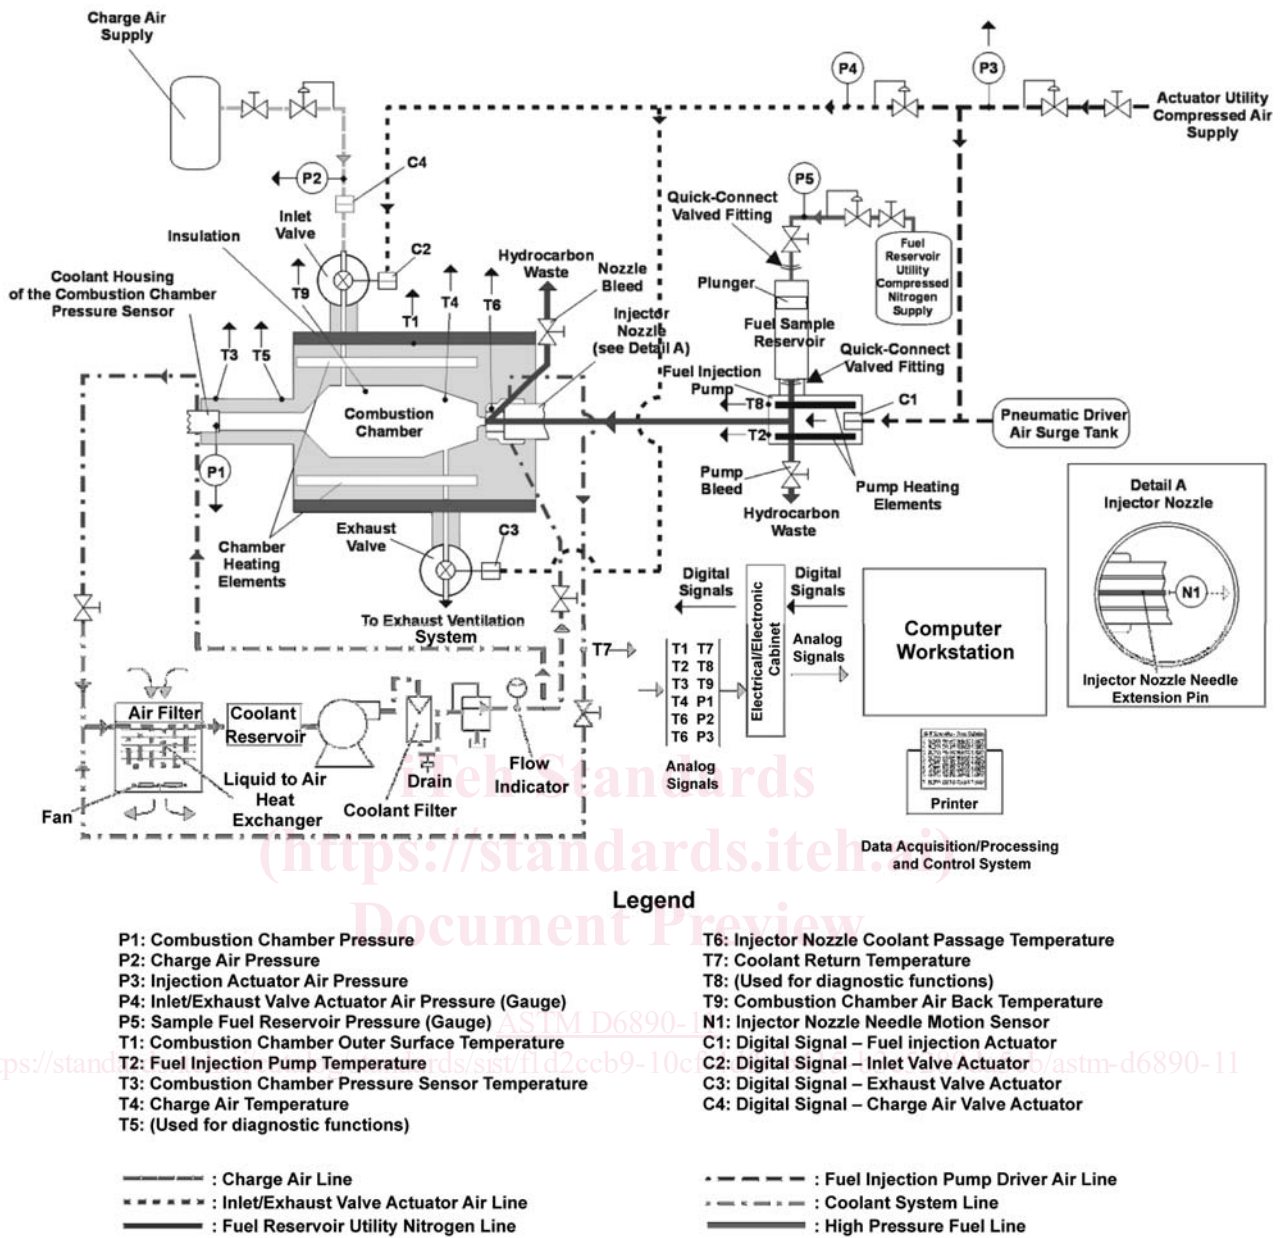 Charge Air
Supply
P4
P3
Actuator Utility
Compressed Air
Supply
P2
C4
P5
Quick-Connect
Valved Fitting
Inlet
Valve
Insulation
C2
Hydrocarbon
Waste
Nozzle
Bleed
Fuel
Reservoir
Utility
Compressed
Nitrogen
Supply
Coolant Housing
of the Combustion Chamber
Pressure Sensor
T9
T4
T6
T1
Plunger
Injector
Nozzle
(see Detail A)
Fuel Sample
Reservoir
T3
T5
Quick-Connect
Valved Fitting
Fuel Injection
Pump
T8
C1
Combustion
Chamber
Pneumatic Driver
Air Surge Tank
T2
P1
Pump
Bleed
Pump Heating
Elements
Hydrocarbon
Waste
Detail A
Injector Nozzle
N1
Injector Nozzle Needle
Extension Pin
Exhaust
Valve
C3
Chamber
Heating
Elements
To Exhaust Ventilation
System
Digital
Signals
Digital
Signals
Electrical/Electronic
Cabinet
Analog
Signals
Computer
Workstation
T7
T1 T7
T2 T8
T3 T9
T4 P1
T6 P2
T6 P3
Analog
Signals
Air Filter
Coolant
Reservoir
Liquid to Air
Heat
Exchanger
Fan
Drain
Coolant Filter
Flow
Indicator
Printer
Data Acquisition/Processing
and Control System
iTeh Standards
(https://standards.iteh.ai)
Document Preview
Legend
P1: Combustion Chamber Pressure
P2: Charge Air Pressure
P3: Injection Actuator Air Pressure
P4: Inlet/Exhaust Valve Actuator Air Pressure (Gauge)
P5: Sample Fuel Reservoir Pressure (Gauge)
T1: Combustion Chamber Outer Surface Temperature
T2: Fuel Injection Pump Temperature
T3: Combustion Chamber Pressure Sensor Temperature
T4: Charge Air Temperature
T5: (Used for diagnostic functions)
T6: Injector Nozzle Coolant Passage Temperature
T7: Coolant Return Temperature
T8: (Used for diagnostic functions)
T9: Combustion Chamber Air Back Temperature
N1: Injector Nozzle Needle Motion Sensor
C1: Digital Signal – Fuel injection Actuator
C2: Digital Signal – Inlet Valve Actuator
C3: Digital Signal – Exhaust Valve Actuator
C4: Digital Signal – Charge Air Valve Actuator
ASTM D6890-11
: Charge Air Line
: Inlet/Exhaust Valve Actuator Air Line
: Fuel Reservoir Utility Nitrogen Line
: Fuel Injection Pump Driver Air Line
: Coolant System Line
: High Pressure Fuel Line